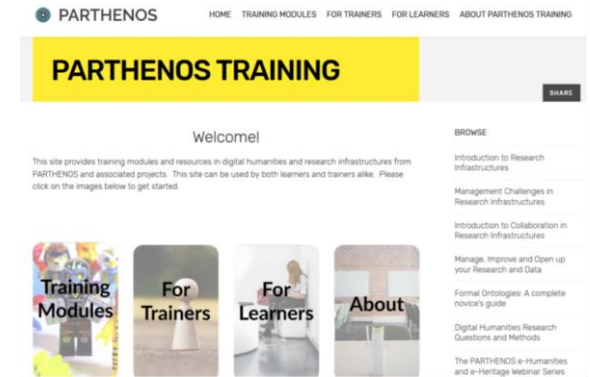 PARTHENOS
HOME TRAINING MODULES FOR TRAINERS FOR LEARNERS ABOUT PARTHENOS TRAINING
PARTHENOS TRAINING
SHARE
Welcome!
This site provides training modules and resources in digital humanities and research infrastructures from
PARTHENOS and associated projects. This site can be used by both learners and trainers alike. Please
click on the images below to get started.
Training
Modules
For
Trainers
For
Learners
About
BROWSE
Introduction to Research
Infrastructures
Management Challenges in
Research Infrastructures
Introduction to Collaboration in
Research Infrastructures
Manage, Improve and Open up
your Research and Data
Formal Ontologies: A complete
novice's guide
Digital Humanities Research
Questions and Methods
The PARTHENOS e-Humanities
and e-Heritage Webinar Series